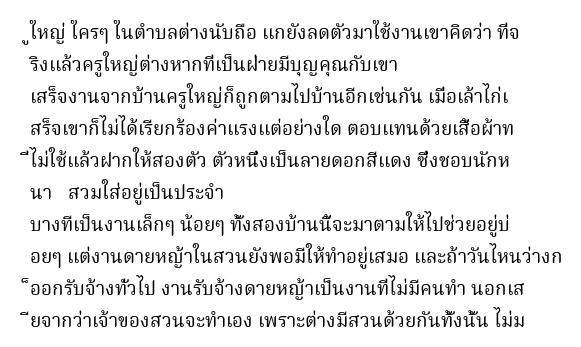 ูใหญ่ ใครๆ ในตำบลต่างนับถือ แกยังลดตัวมาใช้งานเขาคิดว่า ที่จ
ริงแล้วครูใหญ่ต่างหากที่เป็นฝ่ายมีบุญคุณกับเขา
เสร็จงานจากบ้านครูใหญ่ก็ถูกตามไปบ้านอีกเช่นกัน เมื่อเล้าไก่เ
สร็จเขาก็ไม่ได้เรียกร้องค่าแรงแต่อย่างใด ตอบแทนด้วยเสื้อผ้าท
ี่ไม่ใช้แล้วฝากให้สองตัว ตัวหนึ่งเป็นลายดอกสีแดง ซึ่งชอบนักห
นา สวมใส่อยู่เป็นประจำ
บางทีเป็นงานเล็กๆ น้อยๆ ทั้งสองบ้านนี้จะมาตามให้ไปช่วยอยู่บ่
อยๆ แต่งานดายหญ้าในสวนยังพอมีให้ทำอยู่เสมอ และถ้าวันไหนว่างก
็ออกรับจ้างทั่วไป งานรับจ้างดายหญ้าเป็นงานที่ไม่มีคนทำ นอกเส
ียจากว่าเจ้าของสวนจะทำเอง เพราะต่างมีสวนด้วยกันทั้งนั้น ไม่ม